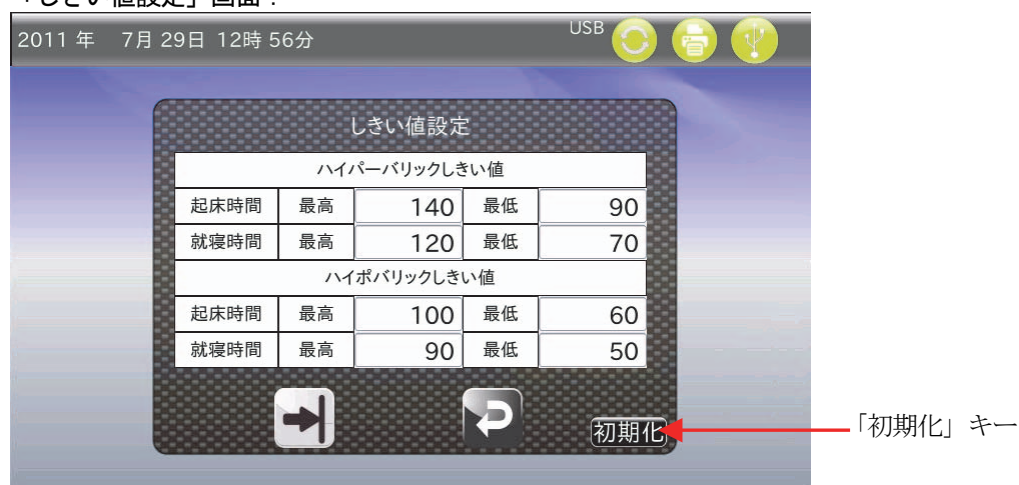 「しきい値設定」画面：
2011 年 7月 29日 12時 56分 USB
しきい値設定
ハイパーバリックしきい値
起床時間 最高 140 最低 90
就寝時間 最高 120 最低 70
ハイポバリックしきい値
起床時間 最高 100 最低 60
就寝時間 最高 90 最低 50
初期化
「初期化」キー